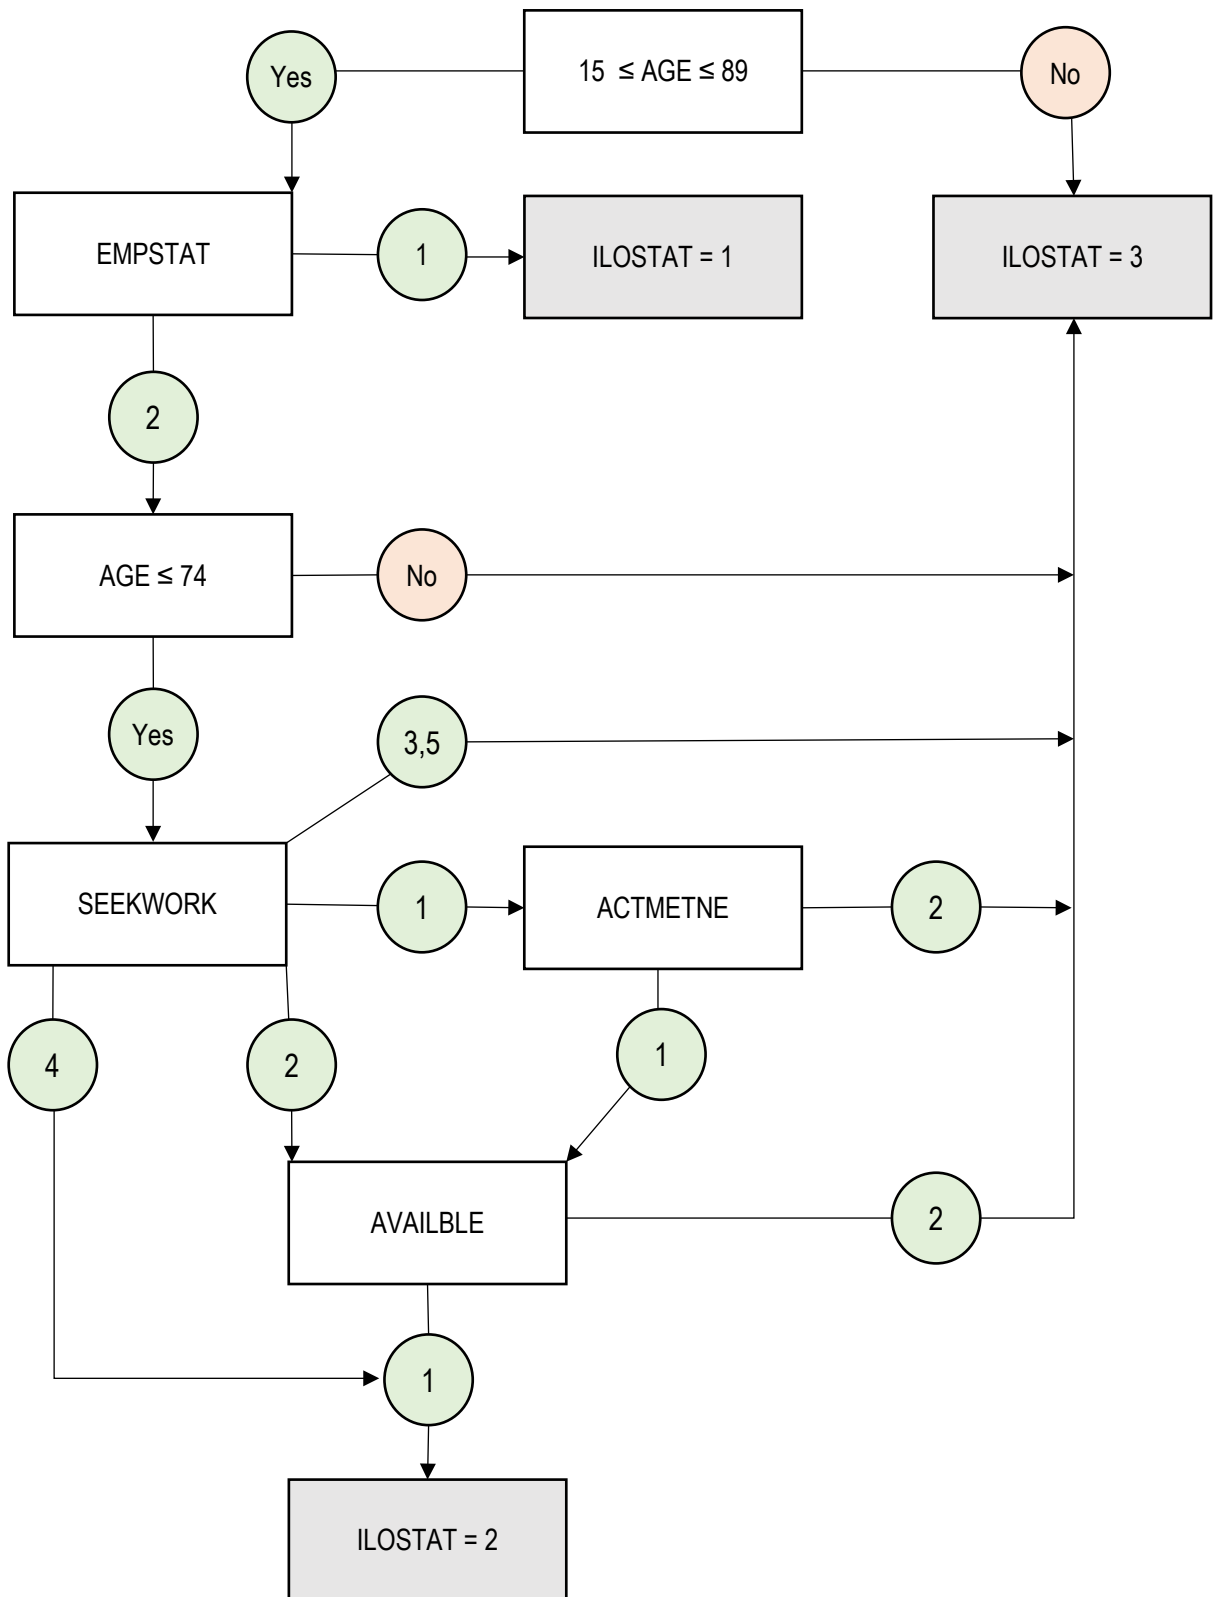 15 ≤ AGE ≤ 89
Yes
No
EMPSTAT
1
ILOSTAT = 1
ILOSTAT = 3
2
AGE ≤ 74
No
Yes
3,5
SEEKWORK
1
ACTMETNE
2
4
2
1
AVAILBLE
2
1
ILOSTAT = 2